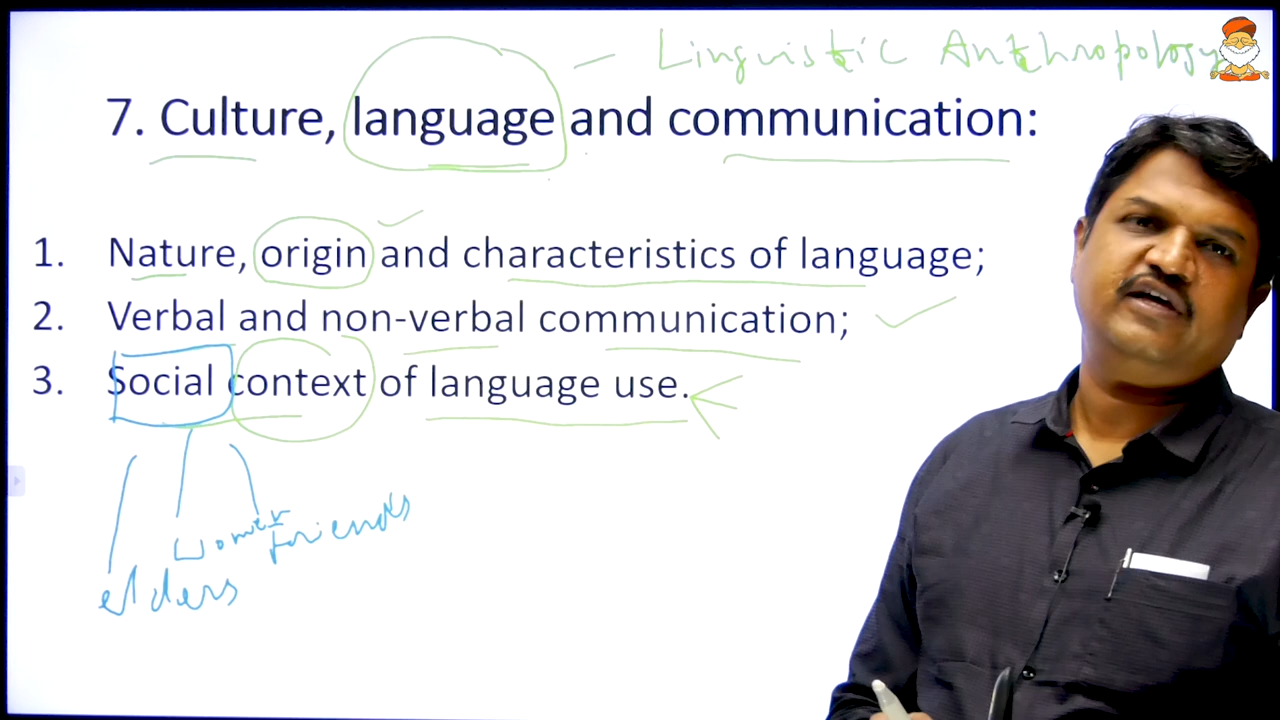 Linguistic Anthropology
7. Culture, language and communication:
1. Nature, origin and characteristics of language;
2. Verbal and non-verbal communication;
3. Social context of language use.
women friends
elders